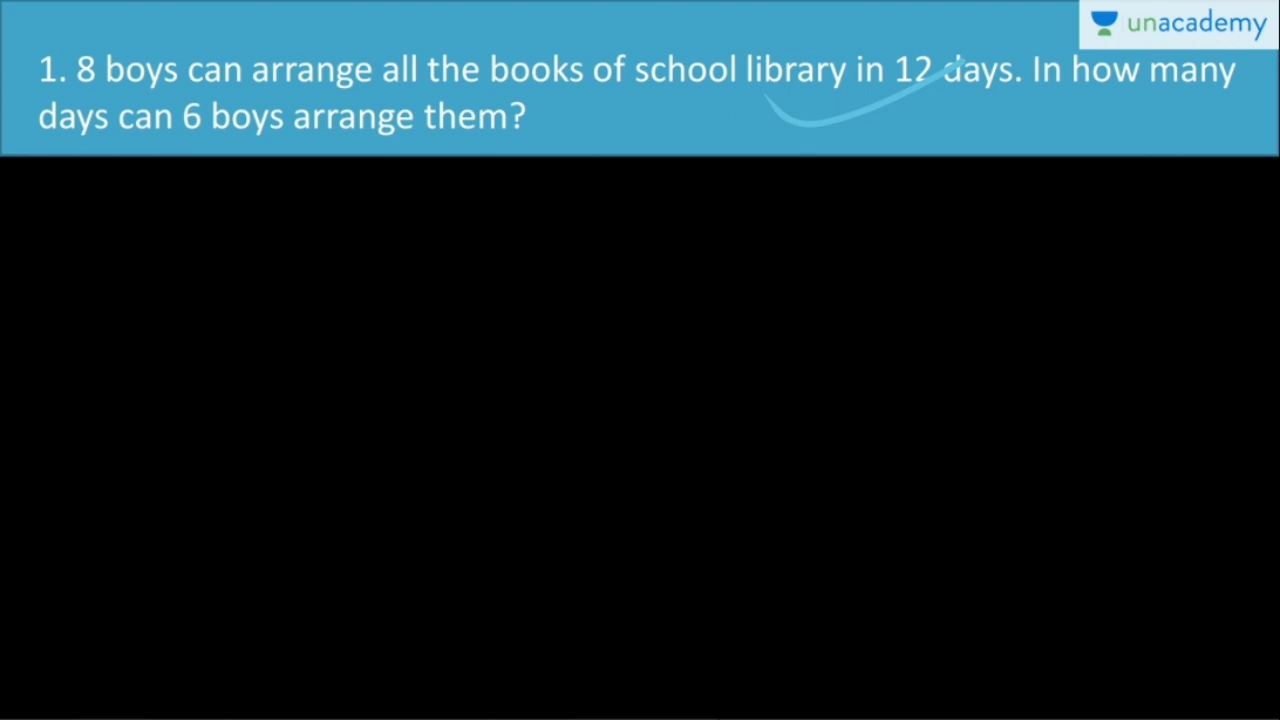 unacademy
1. 8 boys can arrange all the books of school library in 12 days. In how many
days can 6 boys arrange them?